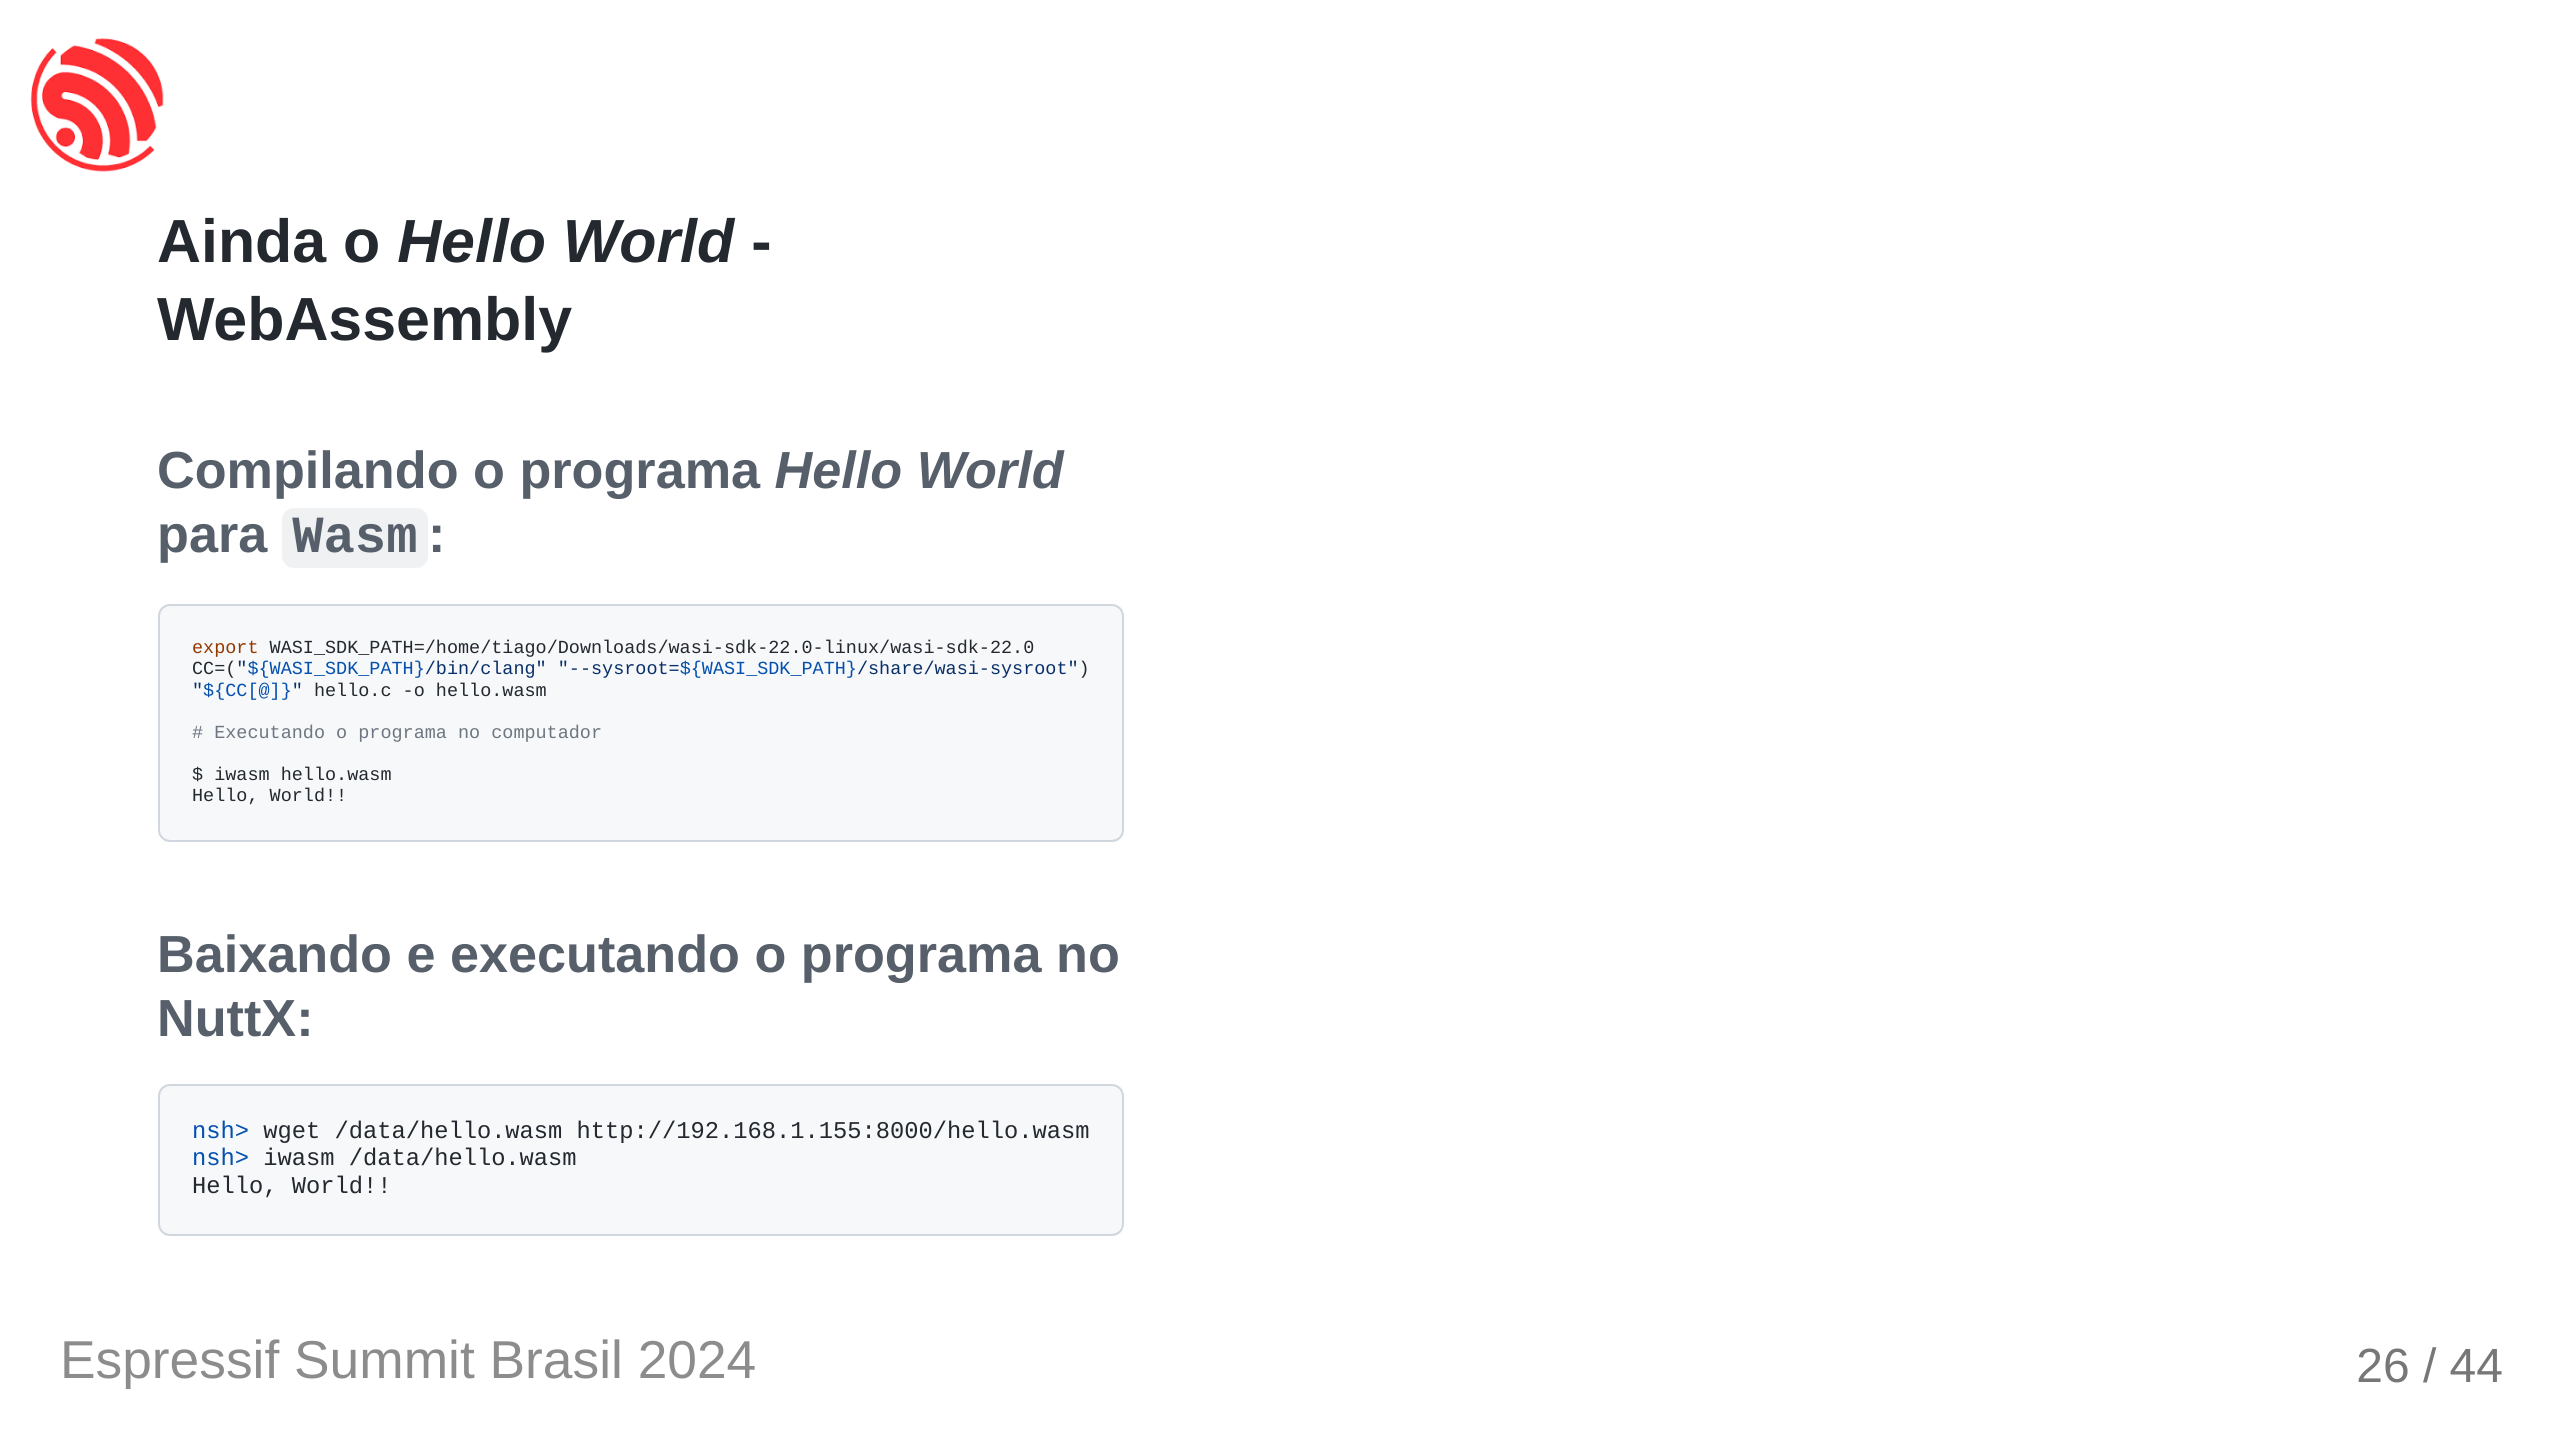 Ainda o Hello World -
WebAssembly
Compilando o programa Hello World
para Wasm:
export WASI_SDK_PATH=/home/tiago/Downloads/wasi-sdk-22.0-linux/wasi-sdk-22.0
CC=("${WASI_SDK_PATH}/bin/clang" "--sysroot=${WASI_SDK_PATH}/share/wasi-sysroot")
"${CC[@]}" hello.c -o hello.wasm
# Executando o programa no computador
$ iwasm hello.wasm
Hello, World!!
Baixando e executando o programa no
NuttX:
nsh> wget /data/hello.wasm http://192.168.1.155:8000/hello.wasm
nsh> iwasm /data/hello.wasm
Hello, World!!
Espressif Summit Brasil 2024
26 / 44